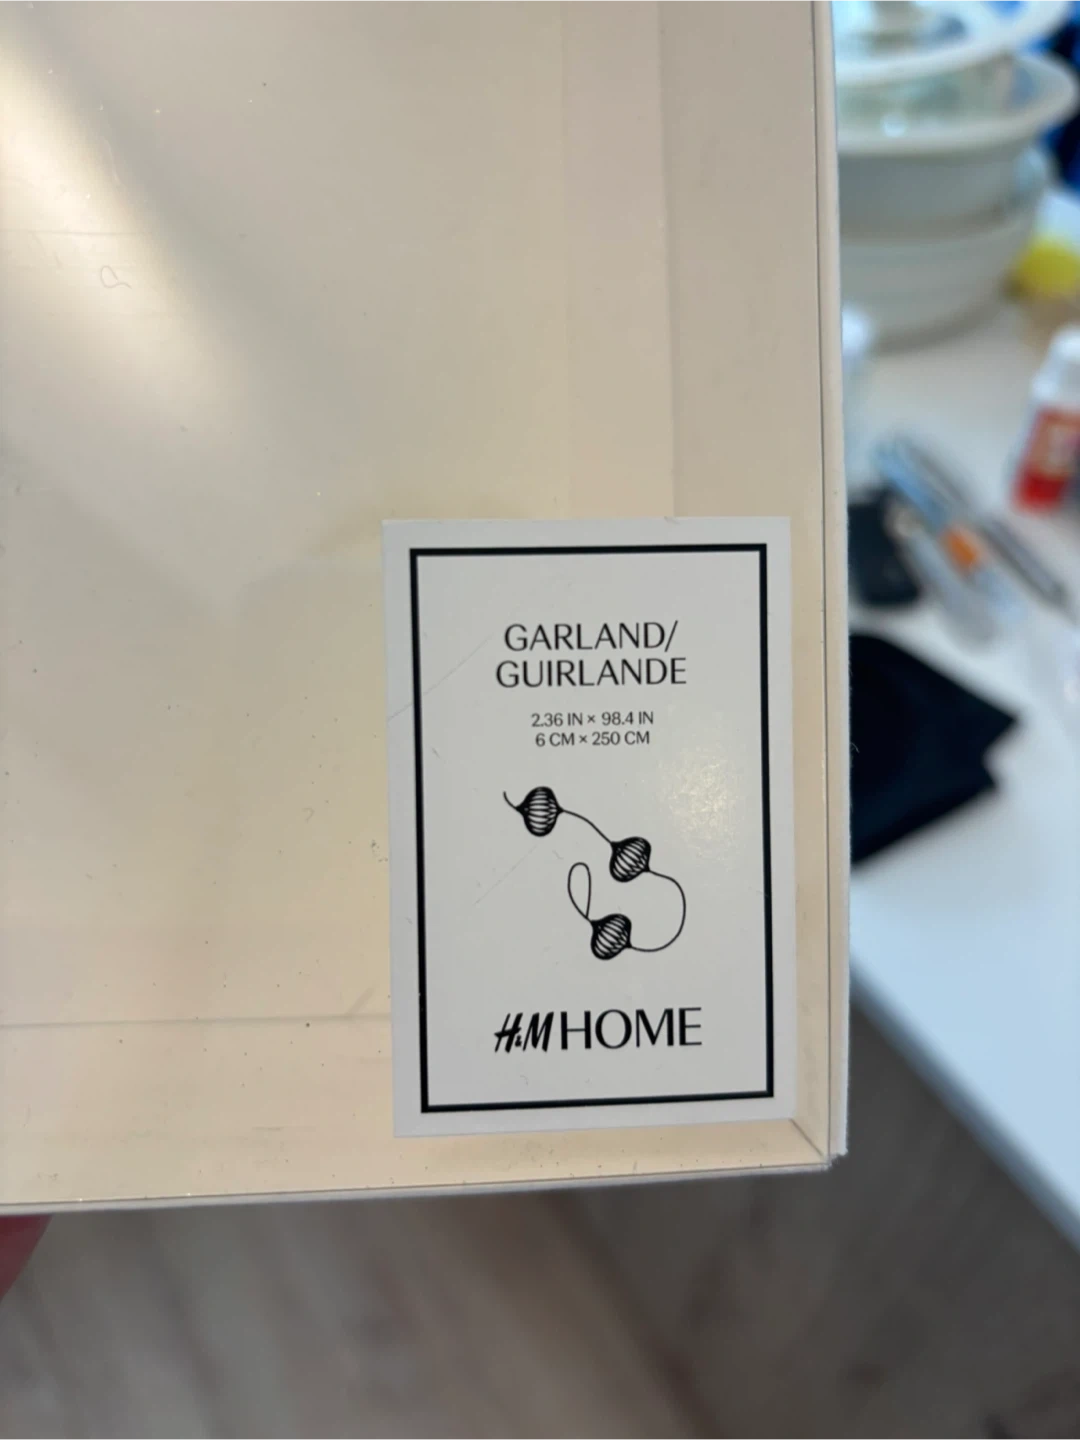 GARLAND/
GUIRLANDE
2.36 IN × 98.4 IN
6 CM × 250 CM
H&M HOME